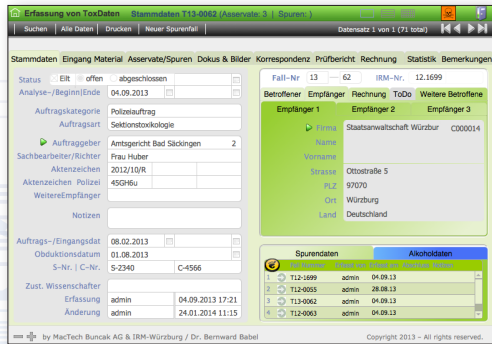 Erfassung von ToxDaten Stammdaten T13-0062 (Asservate: 3 | Spuren: )
Suchen Alle Daten Drucken Neuer Spurenfall Datensatz 1 von 1 (71 total)
Stammdaten Eingang Material Asservate/Spuren Dokus & Bilder Korrespondenz Prüfbericht Rechnung Statistik Bemerkungen
Status Eilt offen abgeschlossen
Analyse-/Beginn|Ende 04.09.2013
Auftragskategorie Polizeiauftrag
Auftragsart Sektionstoxikologie
Auftraggeber Amtsgericht Bad Säckingen 2
Sachbearbeiter/Richter Frau Huber
Aktenzeichen 2012/10/R
Aktenzeichen Polizei 45GH6u
WeitereEmpfänger
Notizen
Auftrags-/Eingangsdat 08.02.2013
Obduktionsdatum 01.08.2013
S-Nr. | C-Nr. S-2340 C-4566
Zust. Wissenschafter
Erfassung admin 04.09.2013 17:21
Änderung admin 24.01.2014 11:15
Fall-Nr 13 — 62 IRM-Nr. 12.1699
Betroffener Empfänger Rechnung ToDo Weitere Betroffene
Empfänger 1 Empfänger 2 Empfänger 3
Firma Staatsanwaltschaft Würzbur C000014
Name
Vorname
Strasse Ottostraße 5
PLZ 97070
Ort Würzburg
Land Deutschland
Spurendaten Alkoholdaten
1 T12-1699 admin 04.09.13
2 T12-0055 admin 28.08.13
3 T13-0062 admin 04.09.13
4 T12-0063 admin 04.09.13
by MacTech Buncak AG & IRM-Würzburg / Dr. Bernward Babel Copyright 2013 – All rights reserved.